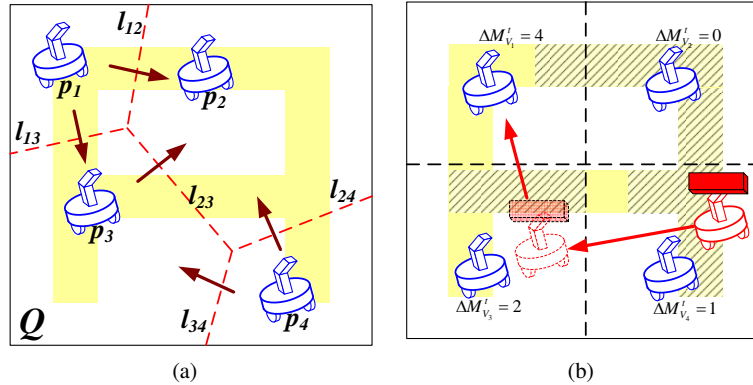 l₁₂
p₁
p₂
l₁₃
p₃
l₂₃
l₂₄
Q
l₃₄
p₄
(a)
ΔM^t_{V₁} = 4
ΔM^t_{V₂} = 0
ΔM^t_{V₃} = 2
ΔM^t_{V₄} = 1
(b)